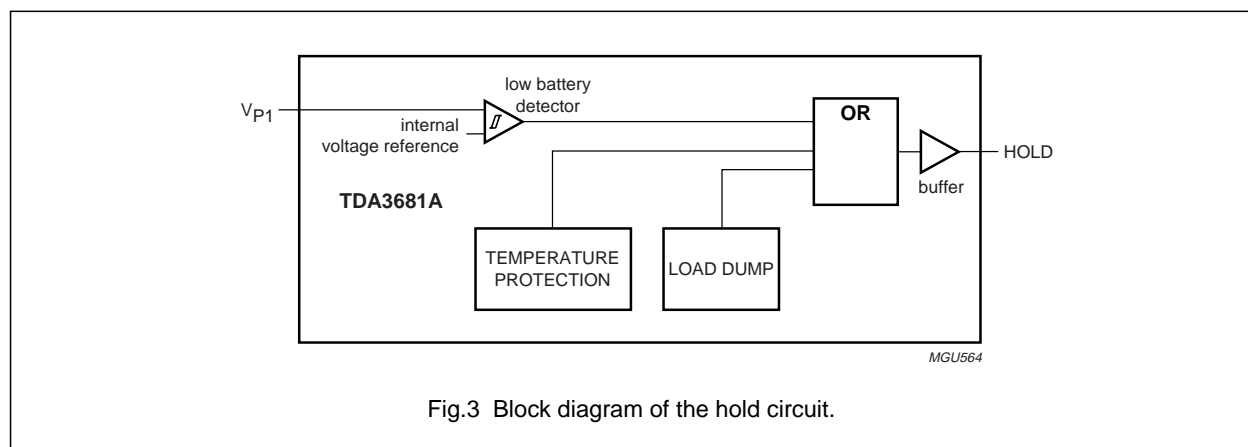 low battery
detector
OR
V_P1
internal
voltage reference
HOLD
buffer
TDA3681A
TEMPERATURE
PROTECTION
LOAD DUMP
MGU564
Fig.3 Block diagram of the hold circuit.